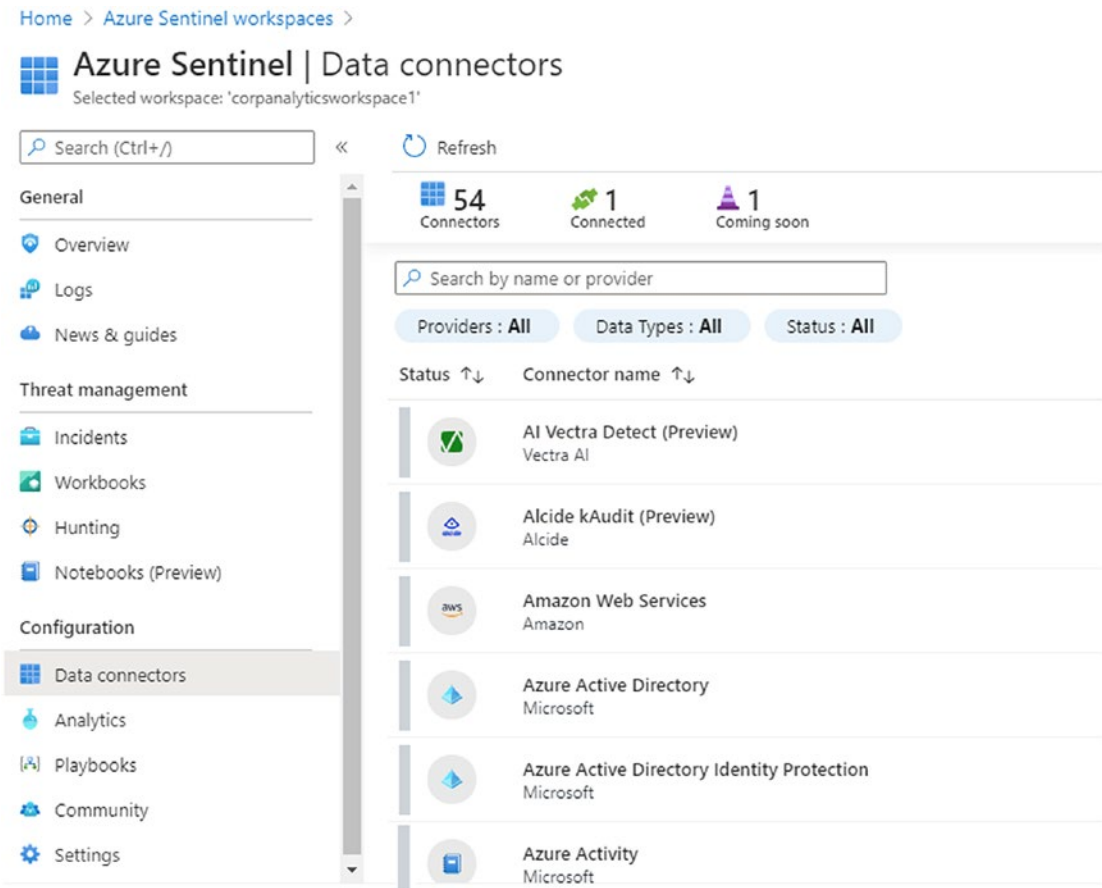 Home > Azure Sentinel workspaces >
Azure Sentinel | Data connectors
Selected workspace: 'corpanalyticsworkspace1'
Search (Ctrl+/)
«
General
Overview
Logs
News & guides
Threat management
Incidents
Workbooks
Hunting
Notebooks (Preview)
Configuration
Data connectors
Analytics
Playbooks
Community
Settings
Refresh
54 Connectors
1 Connected
1 Coming soon
Search by name or provider
Providers : All Data Types : All Status : All
Status ↑↓ Connector name ↑↓
AI Vectra Detect (Preview)
Vectra AI
Alcide kAudit (Preview)
Alcide
aws
Amazon Web Services
Amazon
Azure Active Directory
Microsoft
Azure Active Directory Identity Protection
Microsoft
Azure Activity
Microsoft